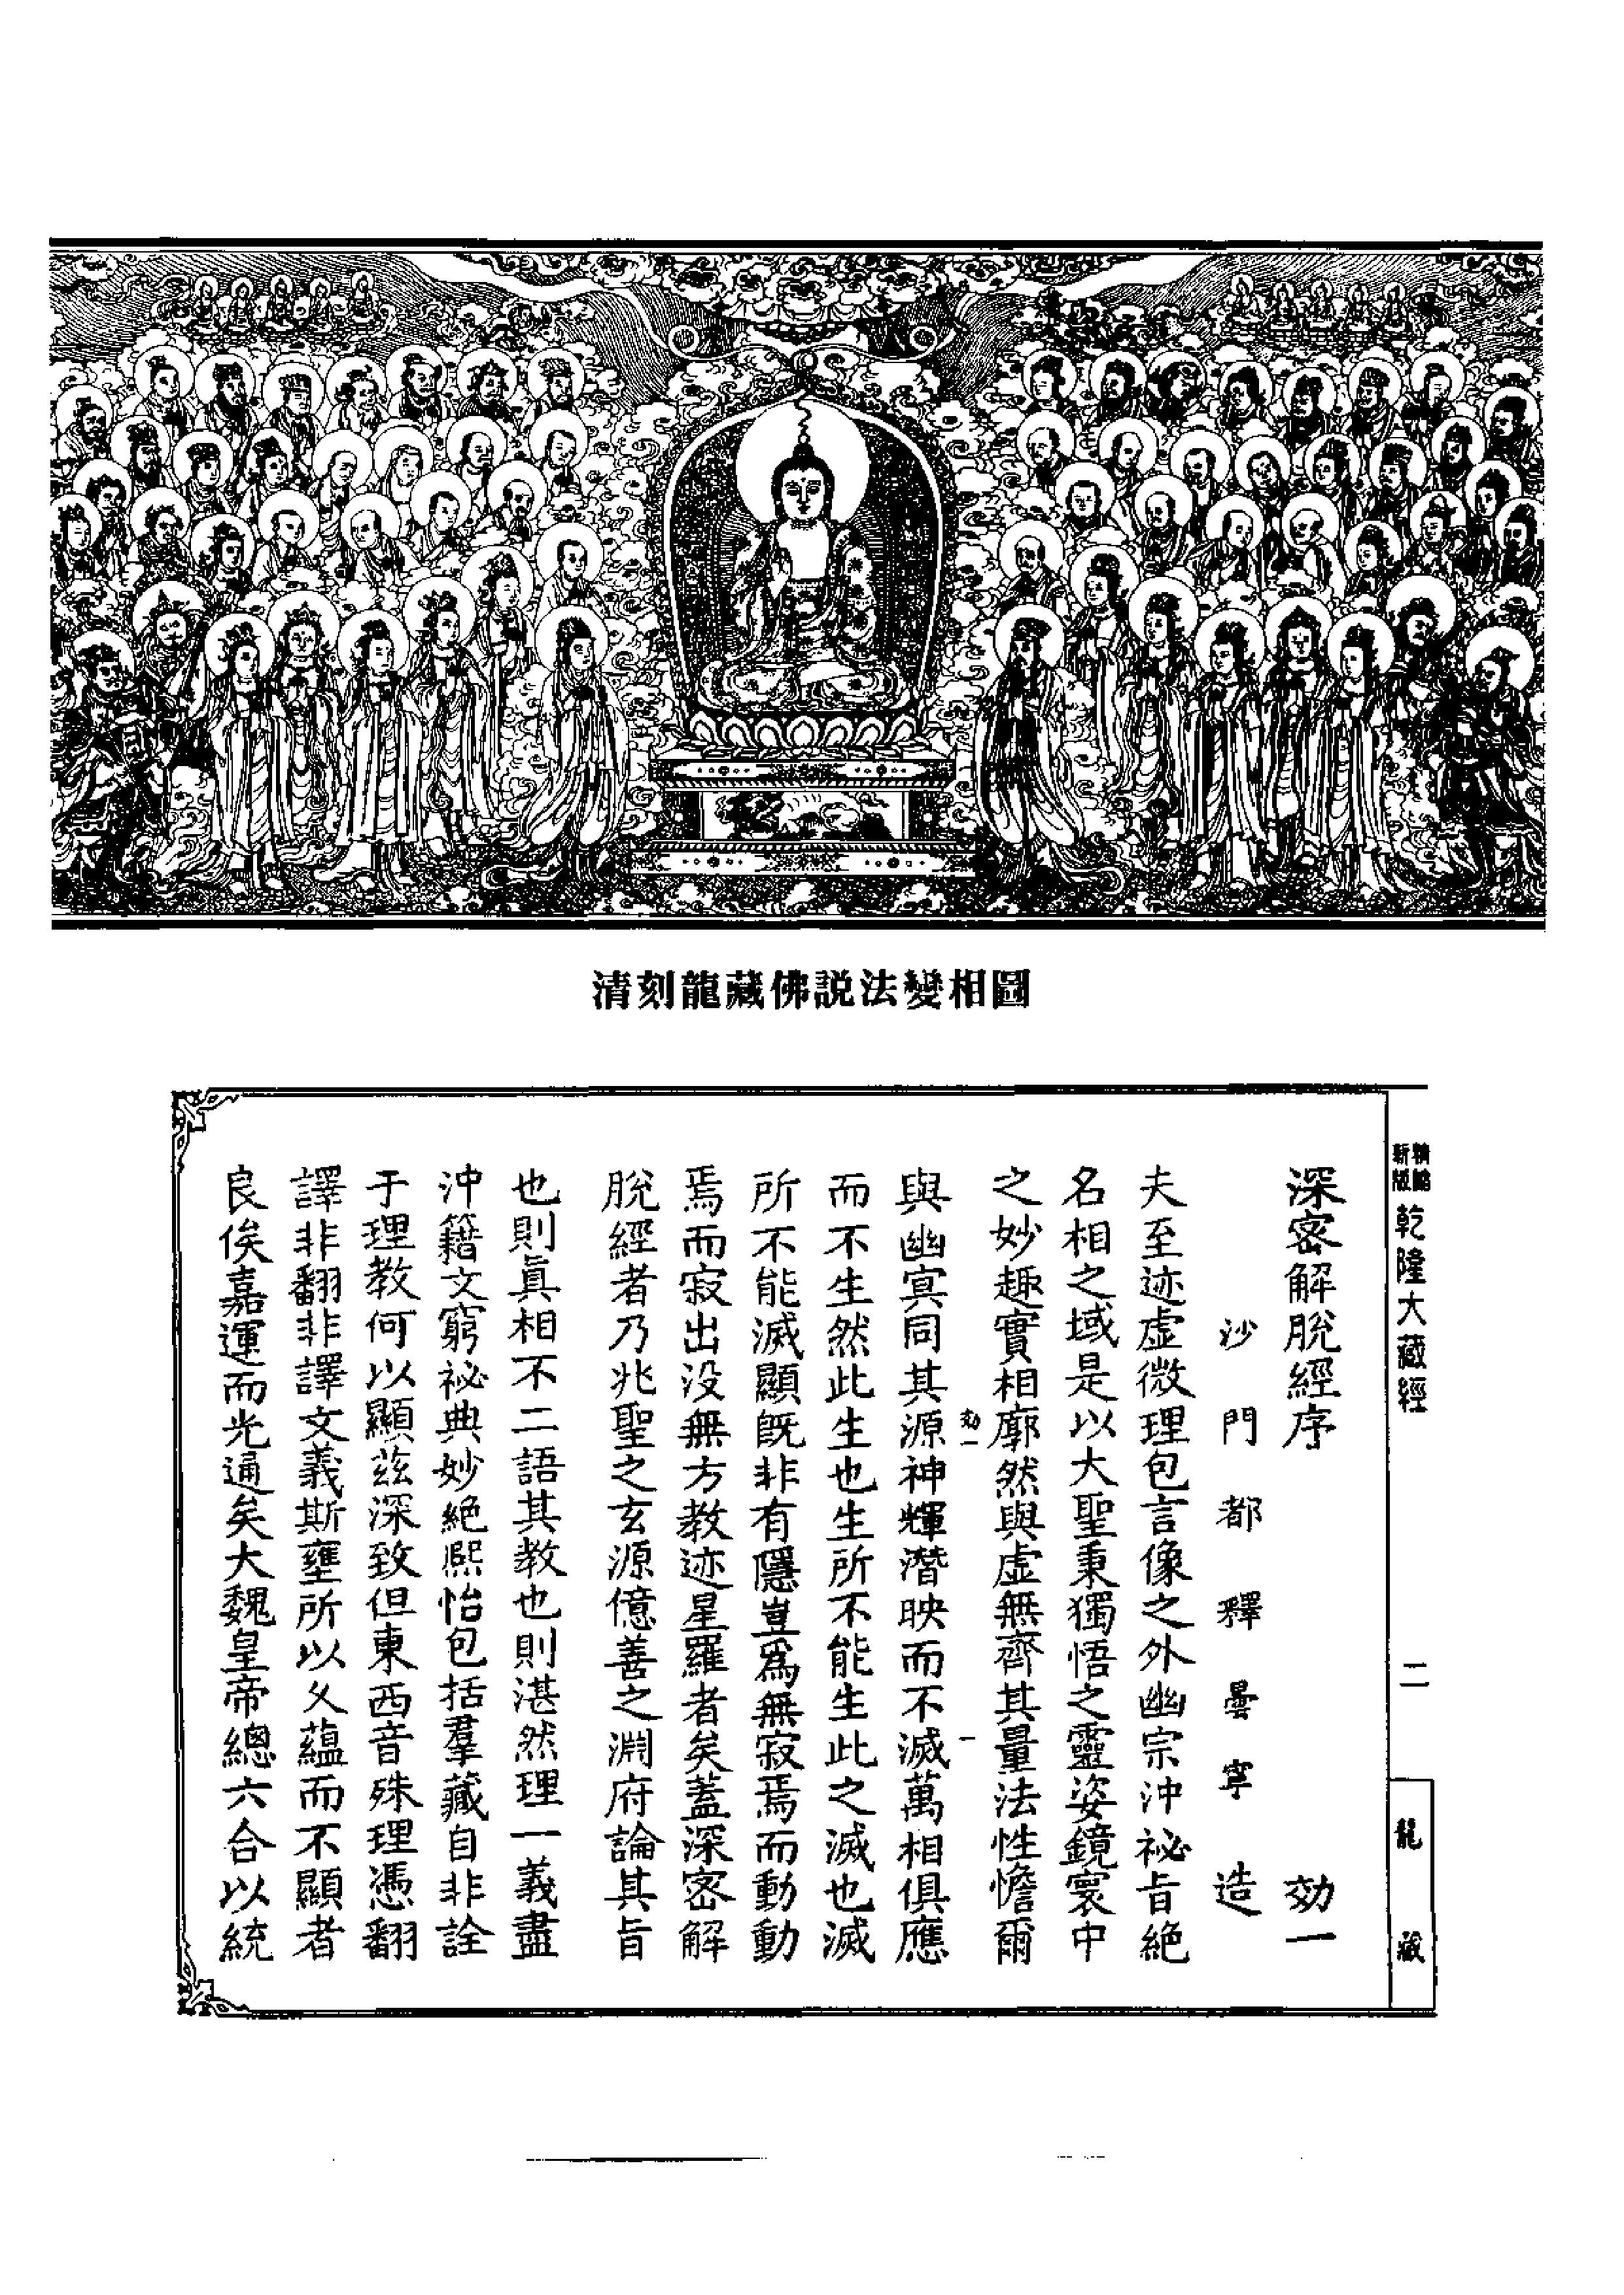 清刻龍藏佛説法變相圖
新版
精縮
乾隆大藏經
二
龍藏
深密解脫經序 効一
沙門都釋曇寧造
夫至迹虛微理包言像之外幽宗沖祕旨絕
名相之域是以大聖秉獨悟之靈姿鏡寰中
之妙趣實相廓然與虛無齊其量法性憺爾
効一 一
與幽冥同其源神輝潛映而不滅萬相俱應
而不生然此生也生所不能生此之滅也滅
所不能滅顯旣非有隱豈爲無寂焉而動動
焉而寂出没無方教迹星羅者矣蓋深密解
脫經者乃兆聖之玄源億善之淵府論其旨
也則眞相不二語其教也則湛然理一義盡
沖籍文窮祕典妙絕熙怡包括羣藏自非詮
于理教何以顯茲深致但東西音殊理憑翻
譯非翻非譯文義斯壅所以久蘊而不顯者
良俟嘉運而光通矣大魏皇帝總六合以統